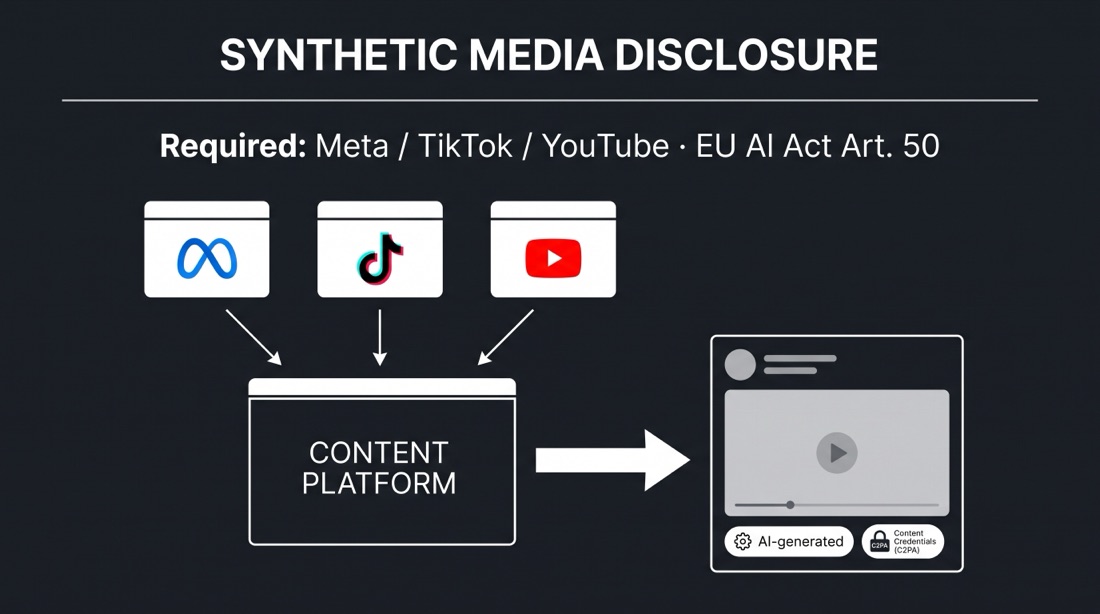 SYNTHETIC MEDIA DISCLOSURE
Required: Meta / TikTok / YouTube · EU AI Act Art. 50
CONTENT
PLATFORM
AI-generated
C2PA
Content
Credentials
(C2PA)